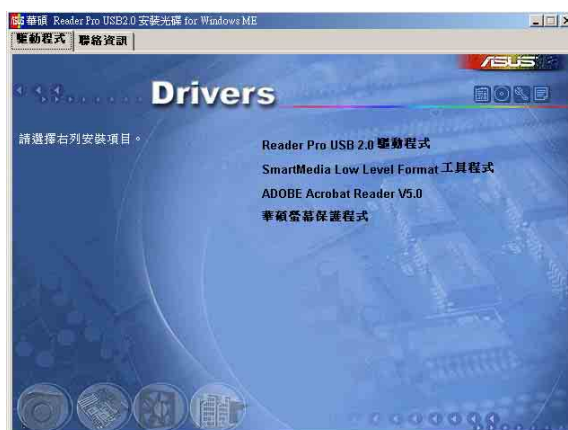 華碩 Reader Pro USB2.0 安裝光碟 for Windows ME
驅動程式 聯絡資訊
ASUS
Drivers
請選擇右列安裝項目。
Reader Pro USB 2.0 驅動程式
SmartMedia Low Level Format 工具程式
ADOBE Acrobat Reader V5.0
華碩螢幕保護程式